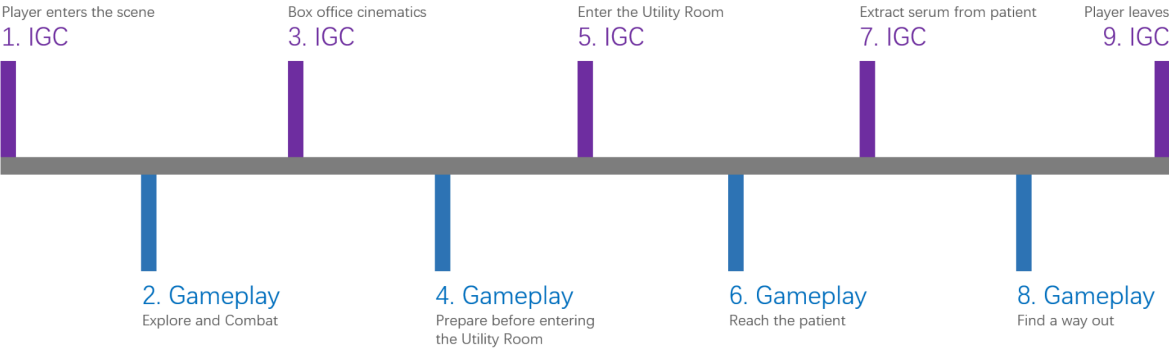 Player enters the scene
1. IGC
Box office cinematics
3. IGC
Enter the Utility Room
5. IGC
Extract serum from patient
7. IGC
Player leaves
9. IGC
2. Gameplay
Explore and Combat
4. Gameplay
Prepare before entering
the Utility Room
6. Gameplay
Reach the patient
8. Gameplay
Find a way out